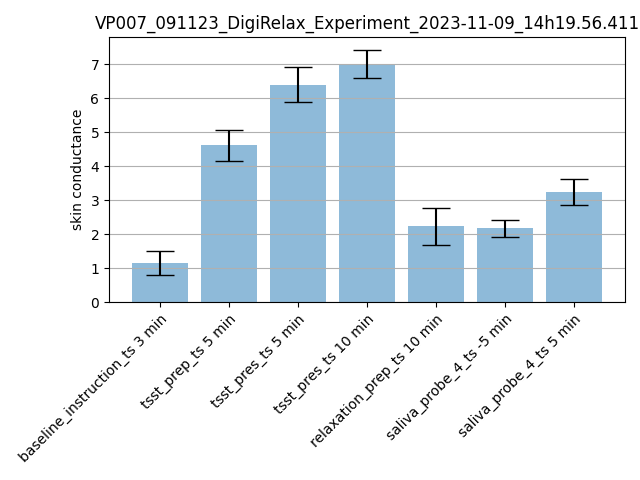 VP007_091123_DigiRelax_Experiment_2023-11-09_14h19.56.411
skin conductance
7
6
5
4
3
2
1
0
baseline_instruction_ts 3 min
tsst_prep_ts 5 min
tsst_pres_ts 5 min
tsst_pres_ts 10 min
relaxation_prep_ts 10 min
saliva_probe_4_ts -5 min
saliva_probe_4_ts 5 min